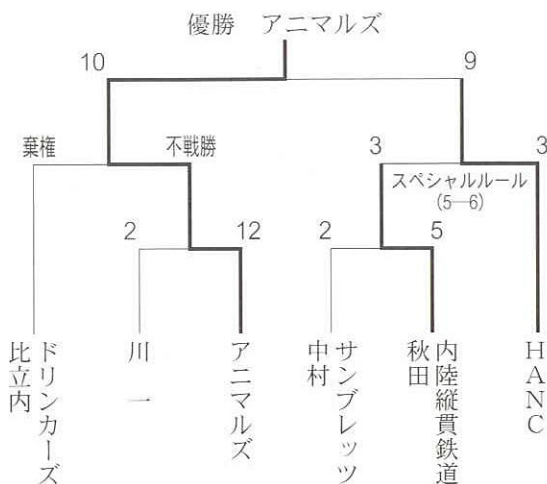 優勝 アニマルズ
10
9
棄権
不戦勝
3
3
スペシャルルール
(5—6)
2
12
2
5
比立内
ドリンカーズ
川一
アニマルズ
中村
サンブレッツ
秋田
内陸縦貫鉄道
HANC